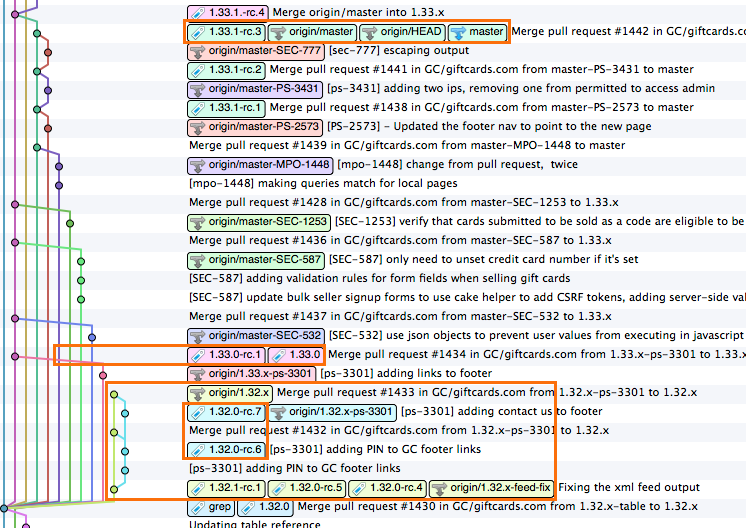 1.33.1.-rc.4 Merge origin/master into 1.33.x
1.33.1-rc.3 origin/master origin/HEAD master Merge pull request #1442 in GC/giftcards.com from
origin/master-SEC-777 [sec-777] escaping output
1.33.1-rc.2 Merge pull request #1441 in GC/giftcards.com from master-PS-3431 to master
origin/master-PS-3431 [ps-3431] adding two ips, removing one from permitted to access admin
1.33.1-rc.1 Merge pull request #1438 in GC/giftcards.com from master-PS-2573 to master
origin/master-PS-2573 [PS-2573] - Updated the footer nav to point to the new page
Merge pull request #1439 in GC/giftcards.com from master-MPO-1448 to master
origin/master-MPO-1448 [mpo-1448] change from pull request, twice
[mpo-1448] making queries match for local pages
Merge pull request #1428 in GC/giftcards.com from master-SEC-1253 to 1.33.x
origin/master-SEC-1253 [SEC-1253] verify that cards submitted to be sold as a code are eligible to be
Merge pull request #1436 in GC/giftcards.com from master-SEC-587 to 1.33.x
origin/master-SEC-587 [SEC-587] only need to unset credit card number if it's set
[SEC-587] adding validation rules for form fields when selling gift cards
[SEC-587] update bulk seller signup forms to use cake helper to add CSRF tokens, adding server-side val
Merge pull request #1437 in GC/giftcards.com from master-SEC-532 to 1.33.x
origin/master-SEC-532 [SEC-532] use json objects to prevent user values from executing in javascript
1.33.0-rc.1 1.33.0 Merge pull request #1434 in GC/giftcards.com from 1.33.x-ps-3301 to 1.33.x
origin/1.33.x-ps-3301 [ps-3301] adding links to footer
origin/1.32.x Merge pull request #1433 in GC/giftcards.com from 1.32.x-ps-3301 to 1.32.x
1.32.0-rc.7 origin/1.32.x-ps-3301 [ps-3301] adding contact us to footer
Merge pull request #1432 in GC/giftcards.com from 1.32.x-ps-3301 to 1.32.x
1.32.0-rc.6 [ps-3301] adding PIN to GC footer links
[ps-3301] adding PIN to GC footer links
1.32.1-rc.1 1.32.0-rc.5 1.32.0-rc.4 origin/1.32.x-feed-fix Fixing the xml feed output
grep 1.32.0 Merge pull request #1430 in GC/giftcards.com from 1.32.x-table to 1.32.x
Updating table reference